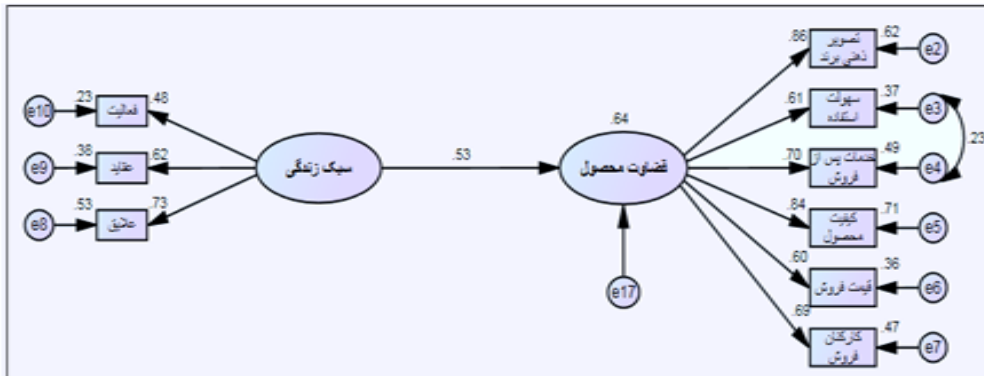 .86
تصویر
ذهنی برند
.62
e2
.61
سهولت
استفاده
.37
e3
.23
.70
خدمات پس از
فروش
.49
e4
.84
کیفیت
محصول
.71
e5
.60
قیمت فروش
.36
e6
.69
کارکنان
فروش
.47
e7
.64
قضاوت محصول
e17
.53
سبک زندگی
.48
فعالیت
.23
e10
.62
عقاید
.38
e9
.73
علایق
.53
e8